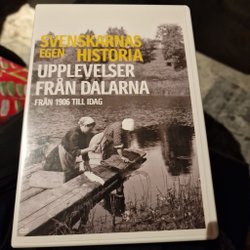 SVENSKARNAS
EGEN HISTORIA
UPPLEVELSER
FRÅN DALARNA
FRÅN 1906 TILL IDAG